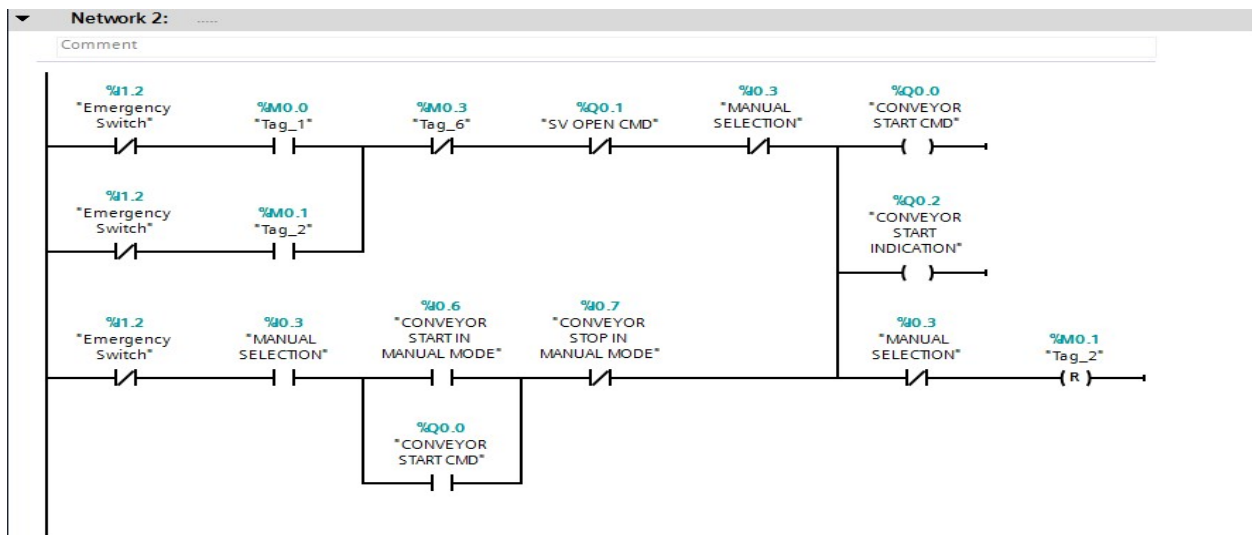 Network 2: .....
Comment
%I1.2
"Emergency
Switch"
%M0.0
"Tag_1"
%M0.3
"Tag_6"
%Q0.1
"SV OPEN CMD"
%I0.3
"MANUAL
SELECTION"
%Q0.0
"CONVEYOR
START CMD"
%I1.2
"Emergency
Switch"
%M0.1
"Tag_2"
%Q0.2
"CONVEYOR
START
INDICATION"
%I1.2
"Emergency
Switch"
%I0.3
"MANUAL
SELECTION"
%I0.6
"CONVEYOR
START IN
MANUAL MODE"
%I0.7
"CONVEYOR
STOP IN
MANUAL MODE"
%I0.3
"MANUAL
SELECTION"
%M0.1
"Tag_2"
R
%Q0.0
"CONVEYOR
START CMD"